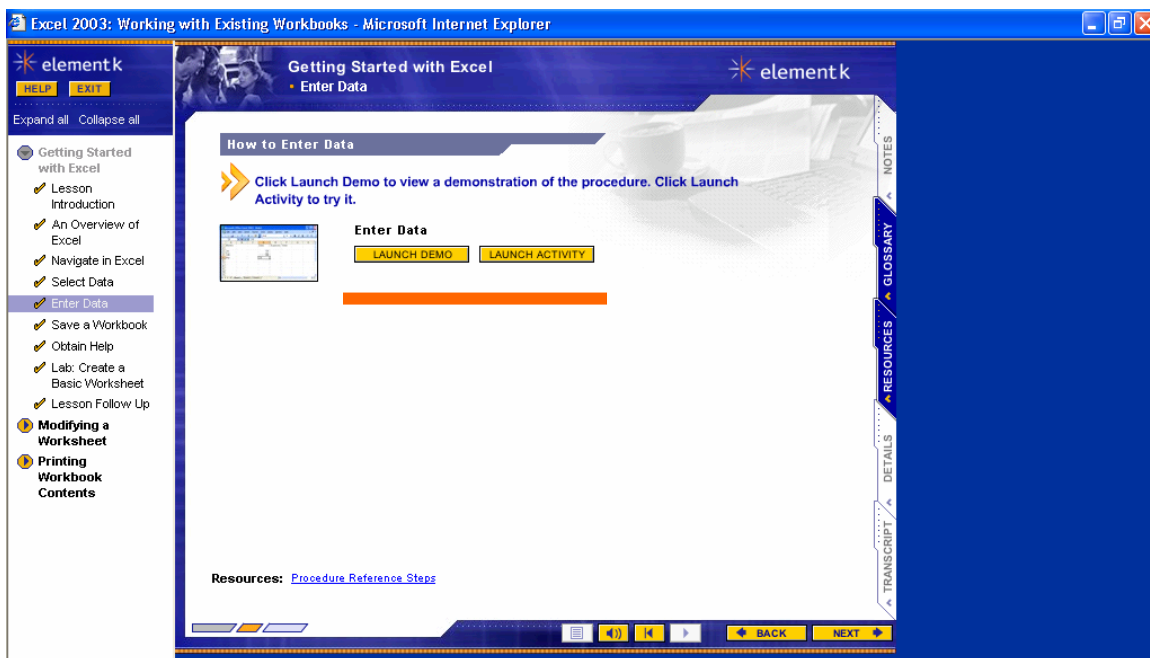 Excel 2003: Working with Existing Workbooks - Microsoft Internet Explorer
elementk
HELP EXIT
Expand all Collapse all
Getting Started
with Excel
Lesson
Introduction
An Overview of
Excel
Navigate in Excel
Select Data
Enter Data
Save a Workbook
Obtain Help
Lab: Create a
Basic Worksheet
Lesson Follow Up
Modifying a
Worksheet
Printing
Workbook
Contents
Getting Started with Excel
Enter Data
elementk
How to Enter Data
Click Launch Demo to view a demonstration of the procedure. Click Launch
Activity to try it.
Enter Data
LAUNCH DEMO LAUNCH ACTIVITY
Resources: Procedure Reference Steps
NOTES
GLOSSARY
RESOURCES
DETAILS
TRANSCRIPT
BACK NEXT